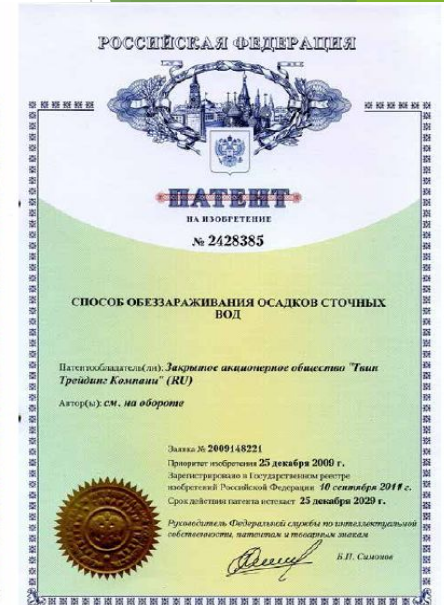 РОССИЙСКАЯ ФЕДЕРАЦИЯ
ПАТЕНТ
НА ИЗОБРЕТЕНИЕ
№ 2428385
СПОСОБ ОБЕЗЗАРАЖИВАНИЯ ОСАДКОВ СТОЧНЫХ
ВОД
Патентообладатель(ли): Закрытое акционерное общество "Твин
Трейдинг Компани" (RU)
Автор(ы): см. на обороте
Заявка № 2009148221
Приоритет изобретения 25 декабря 2009 г.
Зарегистрировано в Государственном реестре
изобретений Российской Федерации 10 сентября 2011 г.
Срок действия патента истекает 25 декабря 2029 г.
Руководитель Федеральной службы по интеллектуальной
собственности, патентам и товарным знакам
Б.П. Симонов